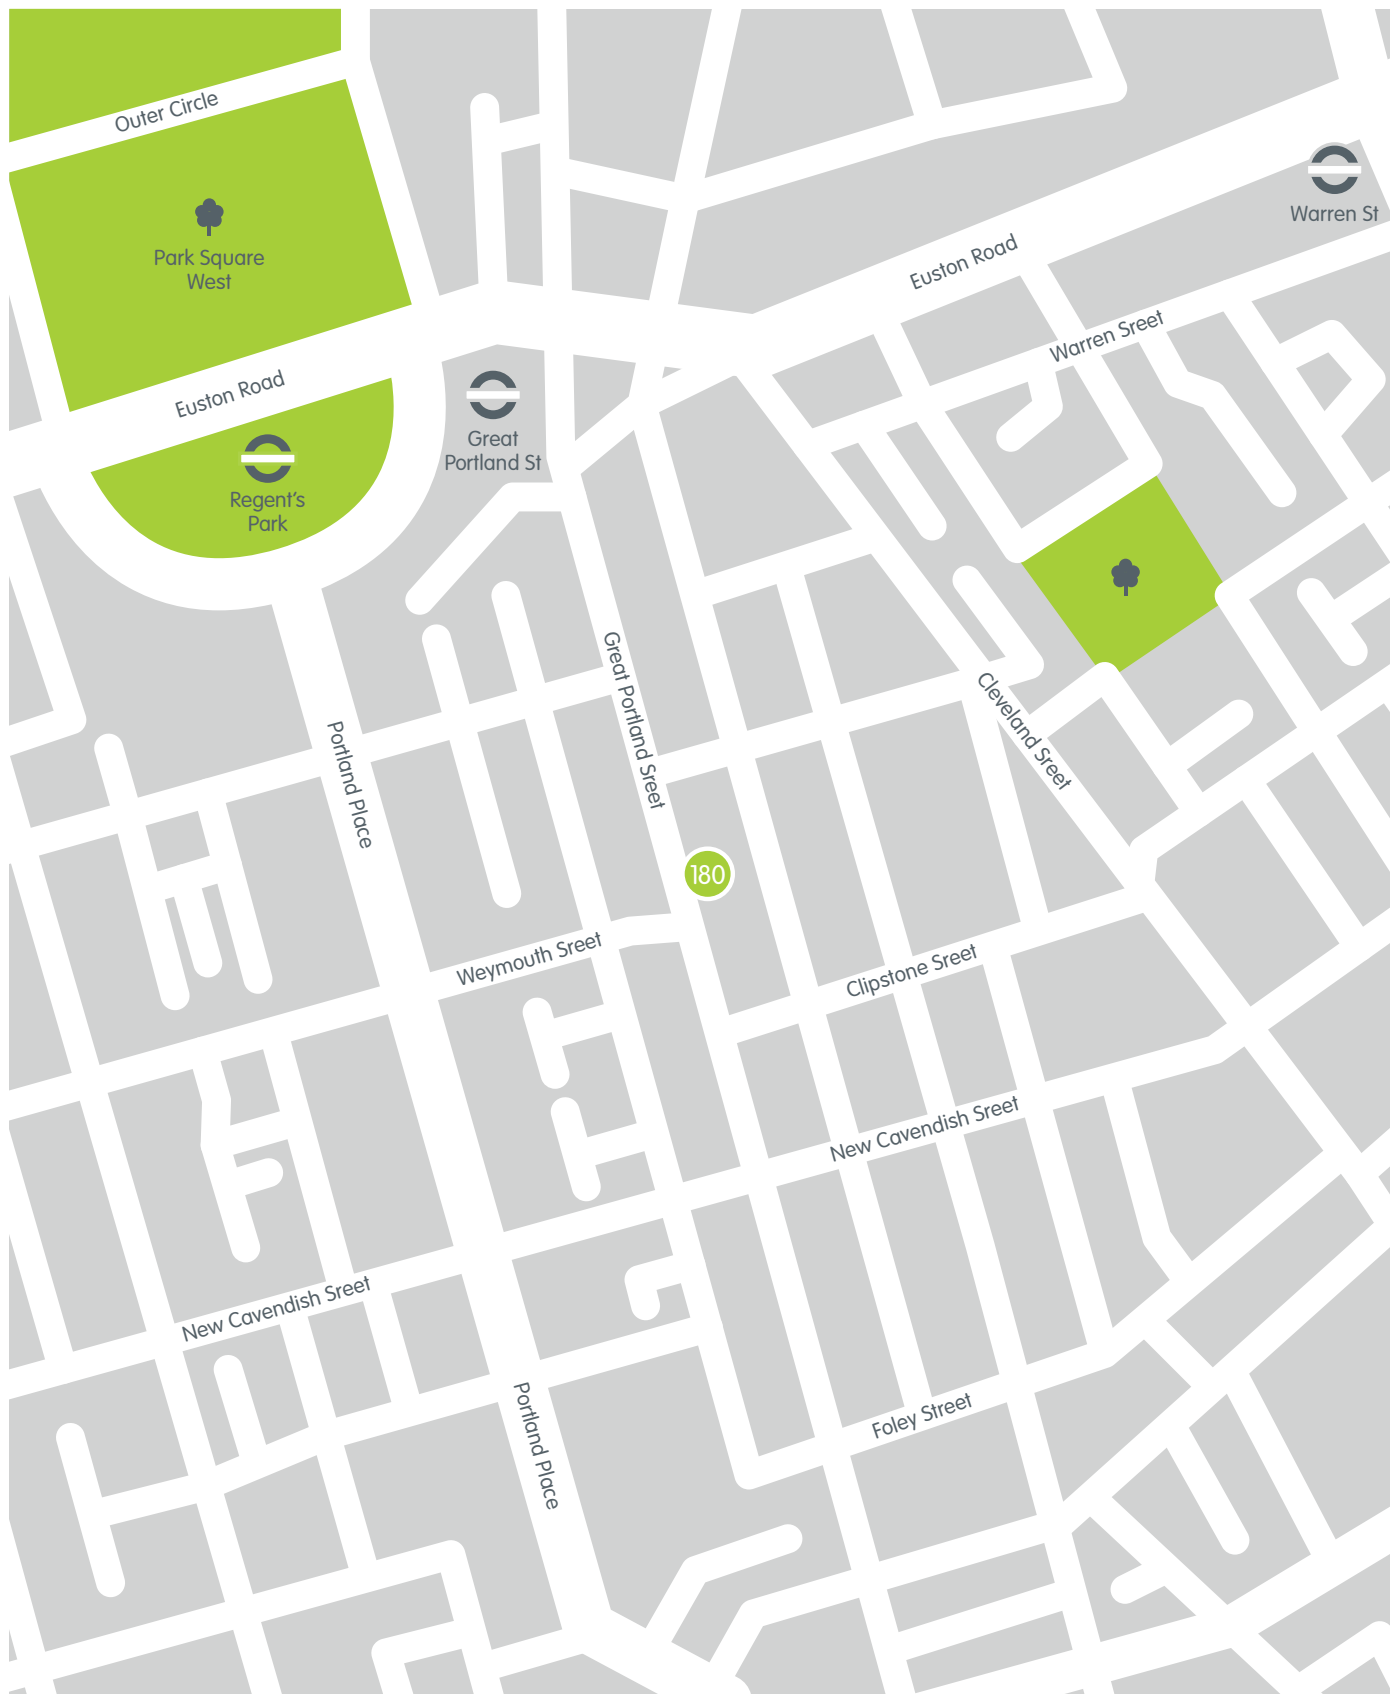 Outer Circle
Park Square
West
Warren St
Euston Road
Warren Sreet
Euston Road
Great
Portland St
Regent's
Park
Great Portland Sreet
Cleveland Sreet
Portland Place
180
Weymouth Sreet
Clipstone Sreet
New Cavendish Sreet
New Cavendish Sreet
Portland Place
Foley Street